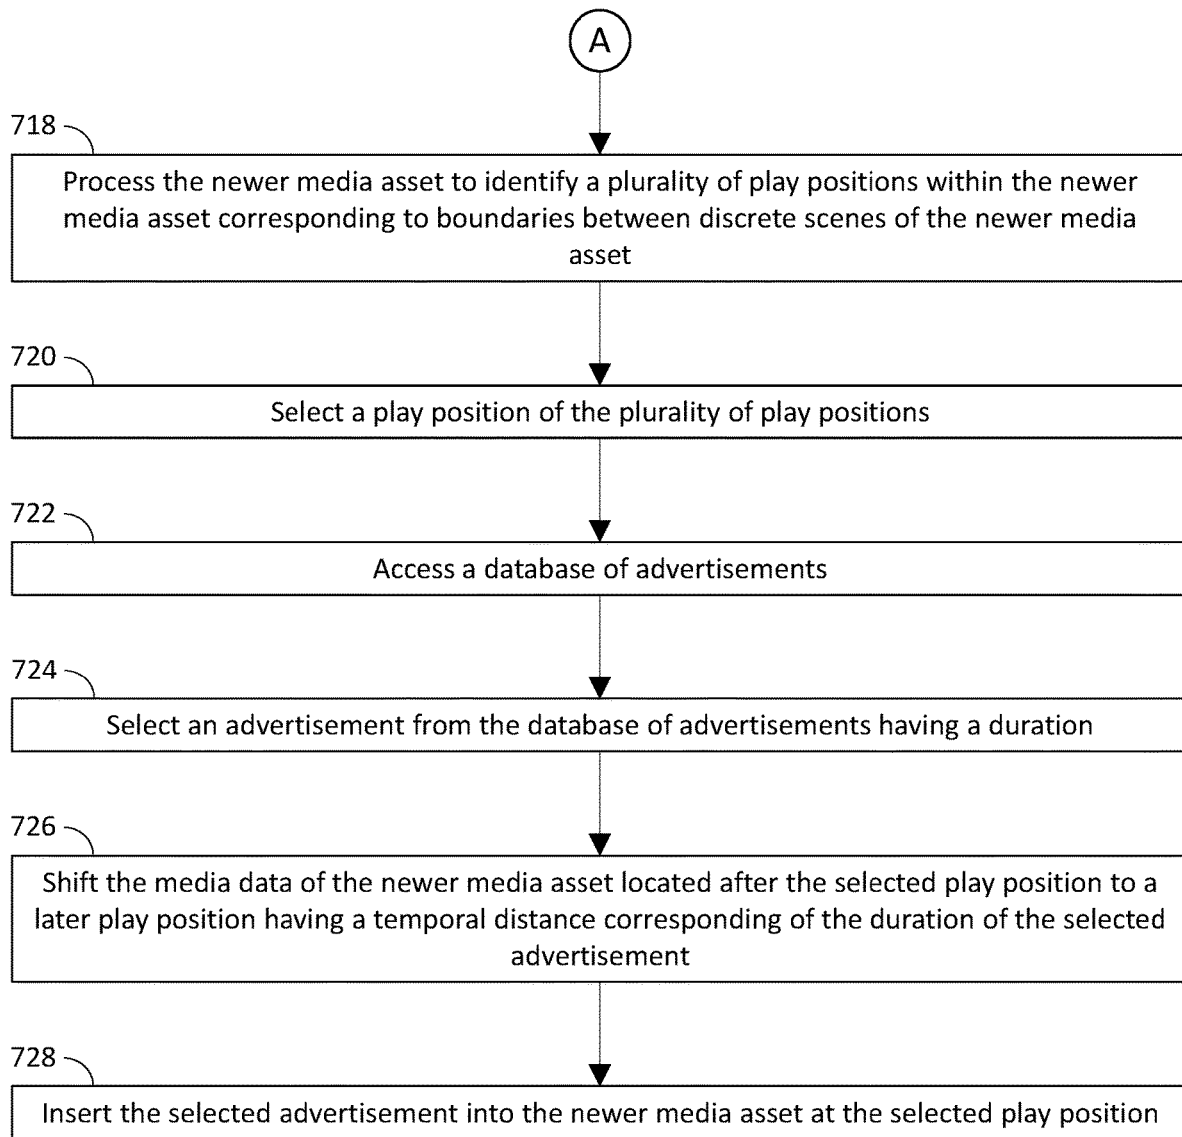 A
718
Process the newer media asset to identify a plurality of play positions within the newer
media asset corresponding to boundaries between discrete scenes of the newer media
asset
720
Select a play position of the plurality of play positions
722
Access a database of advertisements
724
Select an advertisement from the database of advertisements having a duration
726
Shift the media data of the newer media asset located after the selected play position to a
later play position having a temporal distance corresponding of the duration of the selected
advertisement
728
Insert the selected advertisement into the newer media asset at the selected play position